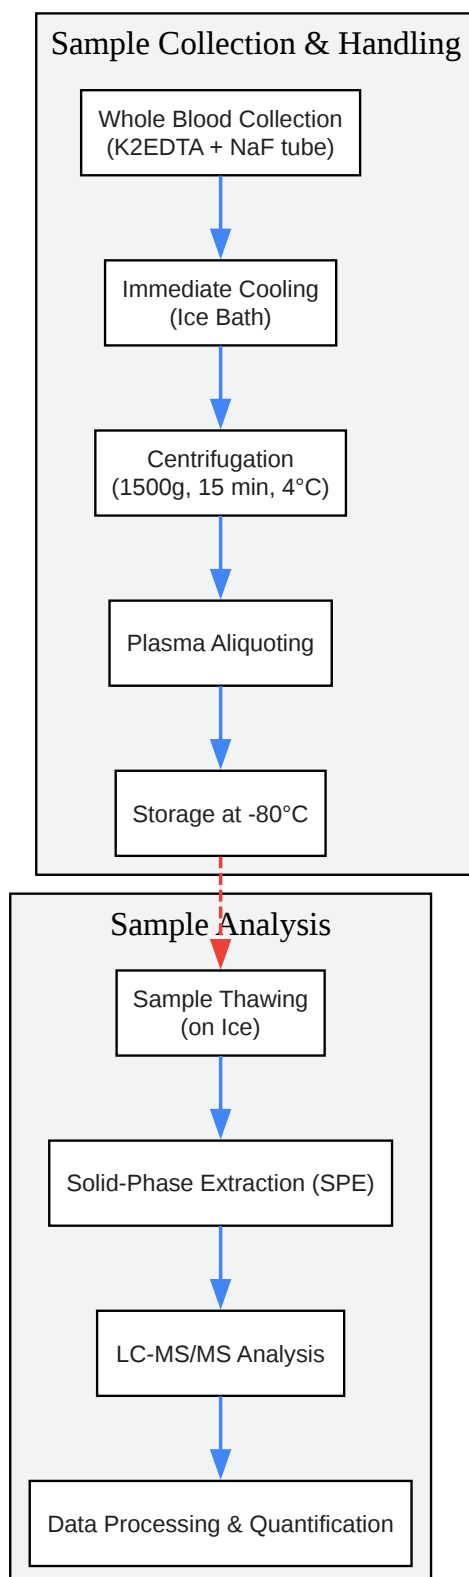 Sample Collection & Handling
Whole Blood Collection
(K2EDTA + NaF tube)
Immediate Cooling
(Ice Bath)
Centrifugation
(1500g, 15 min, 4°C)
Plasma Aliquoting
Storage at -80°C
Sample Analysis
Sample Thawing
(on Ice)
Solid-Phase Extraction (SPE)
LC-MS/MS Analysis
Data Processing & Quantification